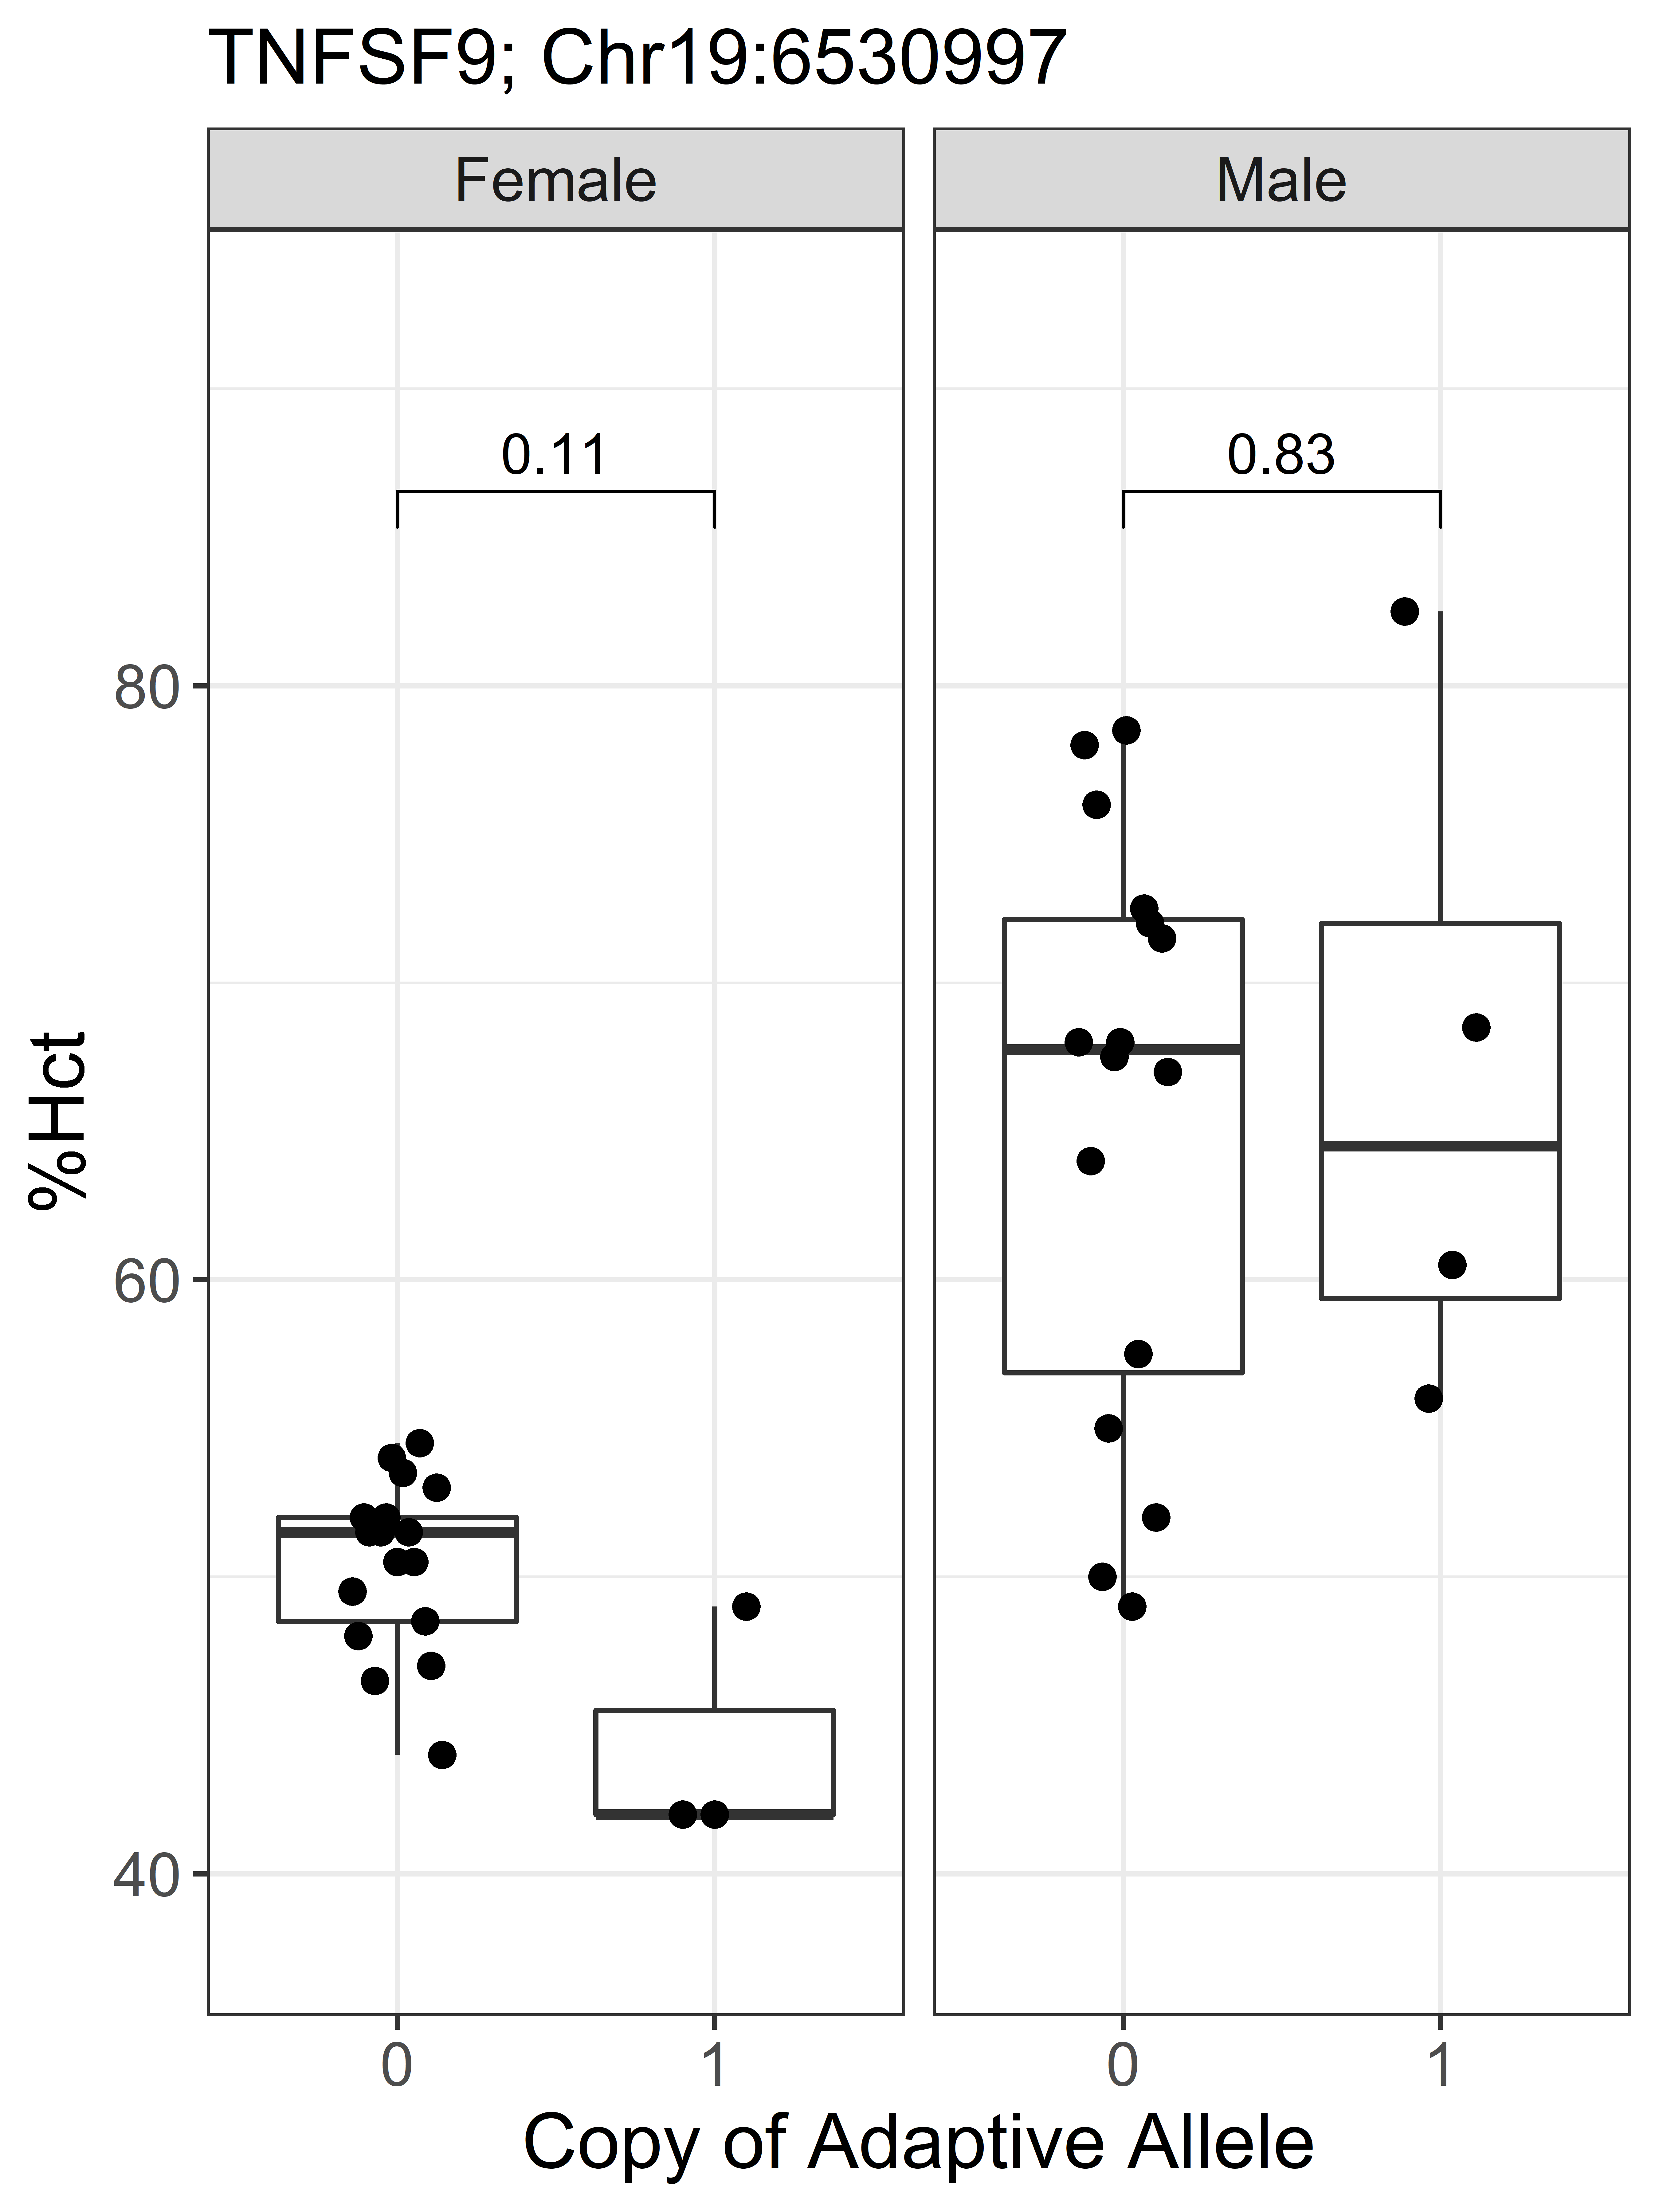 TNFSF9; Chr19:6530997
Female
Male
0.11
0.83
80
60
40
%Hct
0
1
0
1
Copy of Adaptive Allele